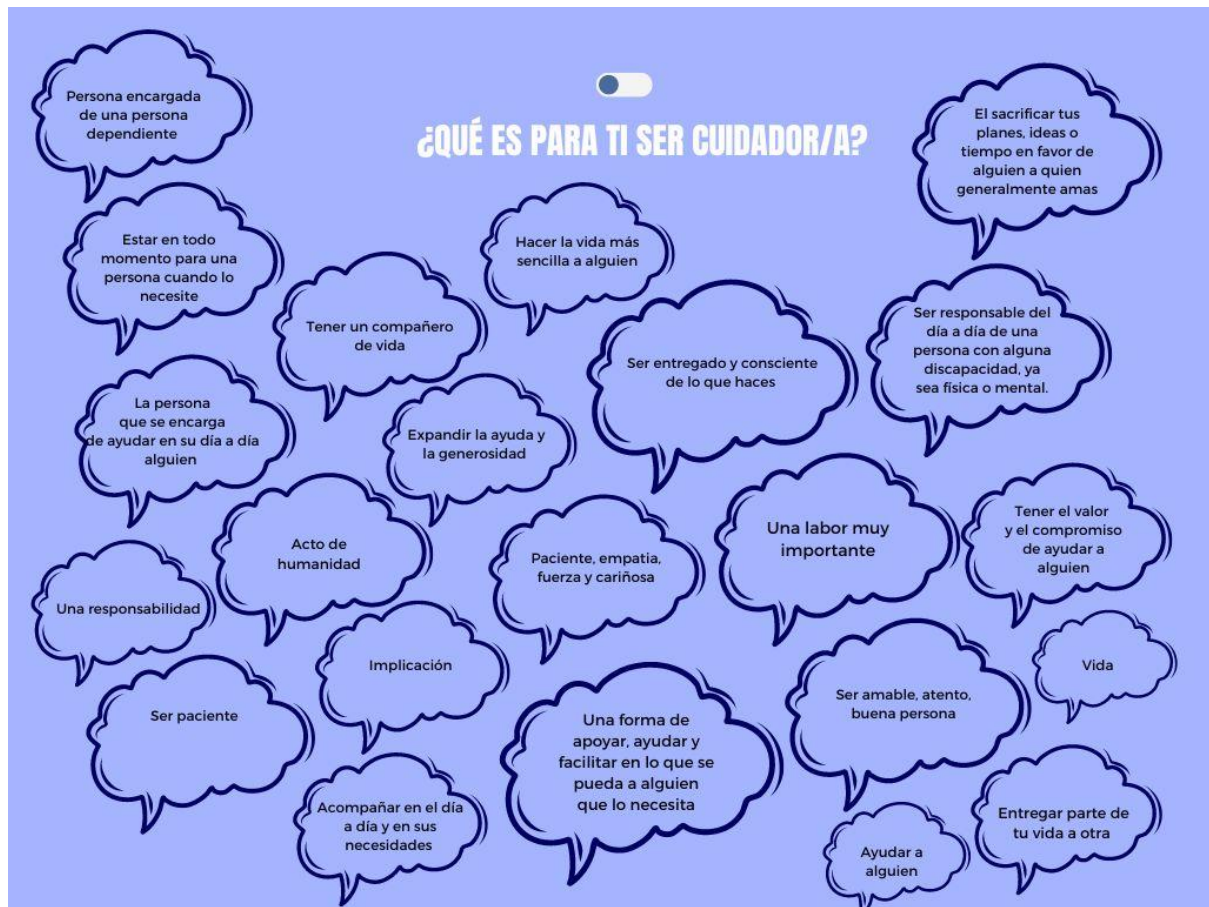 ¿QUÉ ES PARA TI SER CUIDADOR/A?
Persona encargada
de una persona
dependiente
El sacrificar tus
planes, ideas o
tiempo en favor de
alguien a quien
generalmente amas
Estar en todo
momento para una
persona cuando lo
necesite
Hacer la vida más
sencilla a alguien
Tener un compañero
de vida
Ser entregado y consciente
de lo que haces
Ser responsable del
día a día de una
persona con alguna
discapacidad, ya
sea física o mental.
La persona
que se encarga
de ayudar en su día a día
alguien
Expandir la ayuda y
la generosidad
Acto de
humanidad
Paciente, empatia,
fuerza y cariñosa
Una labor muy
importante
Tener el valor
y el compromiso
de ayudar a
alguien
Una responsabilidad
Implicación
Vida
Ser paciente
Una forma de
apoyar, ayudar y
facilitar en lo que se
pueda a alguien
que lo necesita
Ser amable, atento,
buena persona
Acompañar en el día
a día y en sus
necesidades
Ayudar a
alguien
Entregar parte de
tu vida a otra